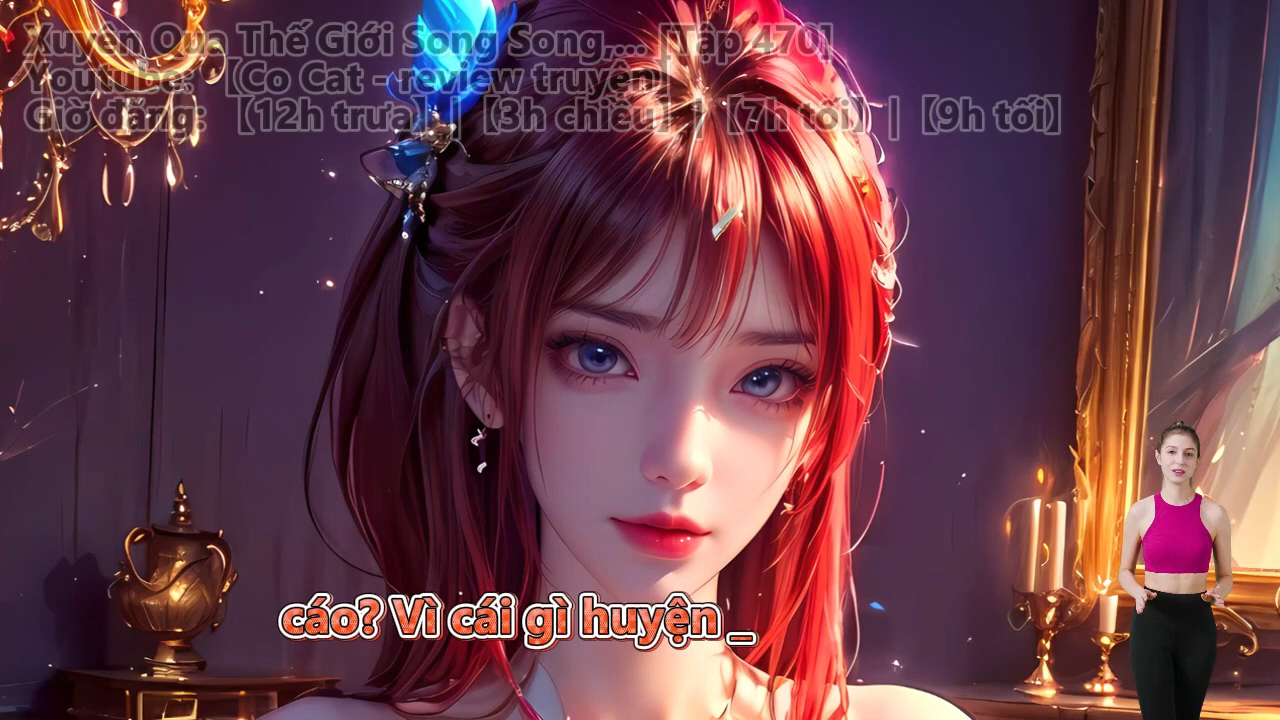 Xuyên Qua Thế Giới Song Song,... [Tập 470]
Youtube: [Cọ Cat - review truyện]
Giờ đăng: [12h trưa] | [3h chiều] | [7h tối] | [9h tối]
cáo? Vì cái gì huyện _